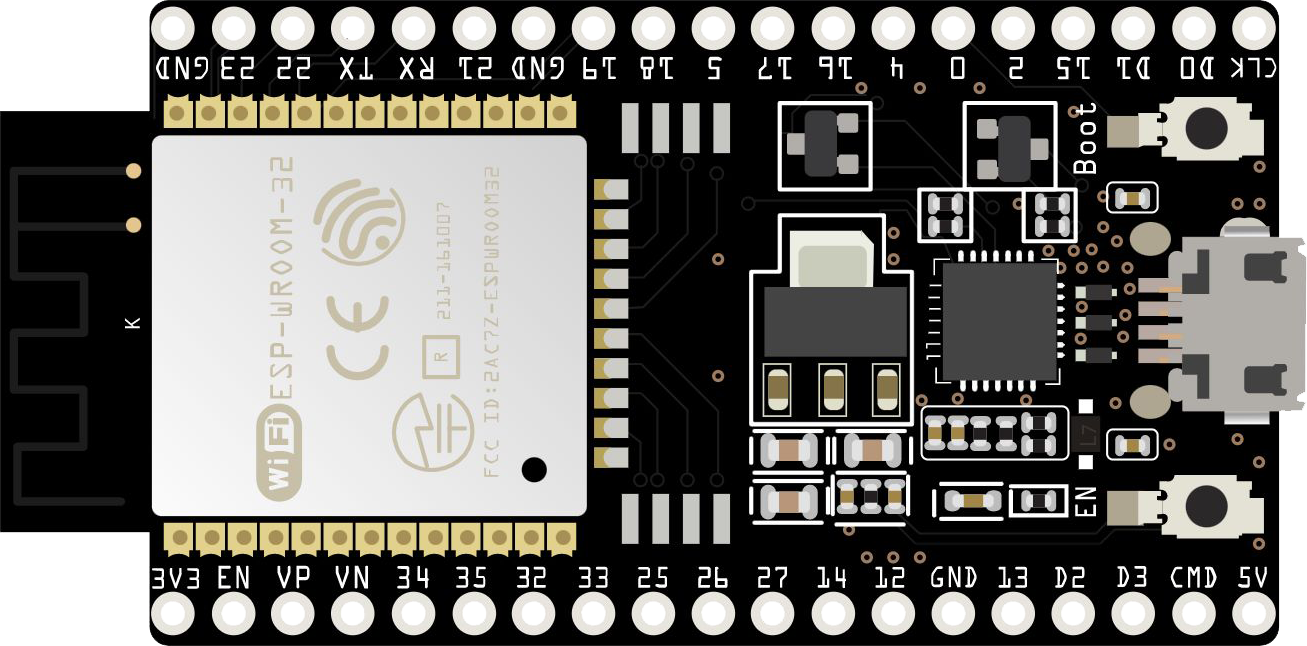 GND 23 22 TX RX 21 GND 19 18 5 17 16 4 0 2 15 D1 D0 CLK
Boot
K
WiFi ESP-WROOM-32
CE
R
211-161007
FCC ID:2AC7Z-ESPWROOM32
L7
EN
3V3 EN VP VN 34 35 32 33 25 26 27 14 12 GND 13 D2 D3 CMD 5V